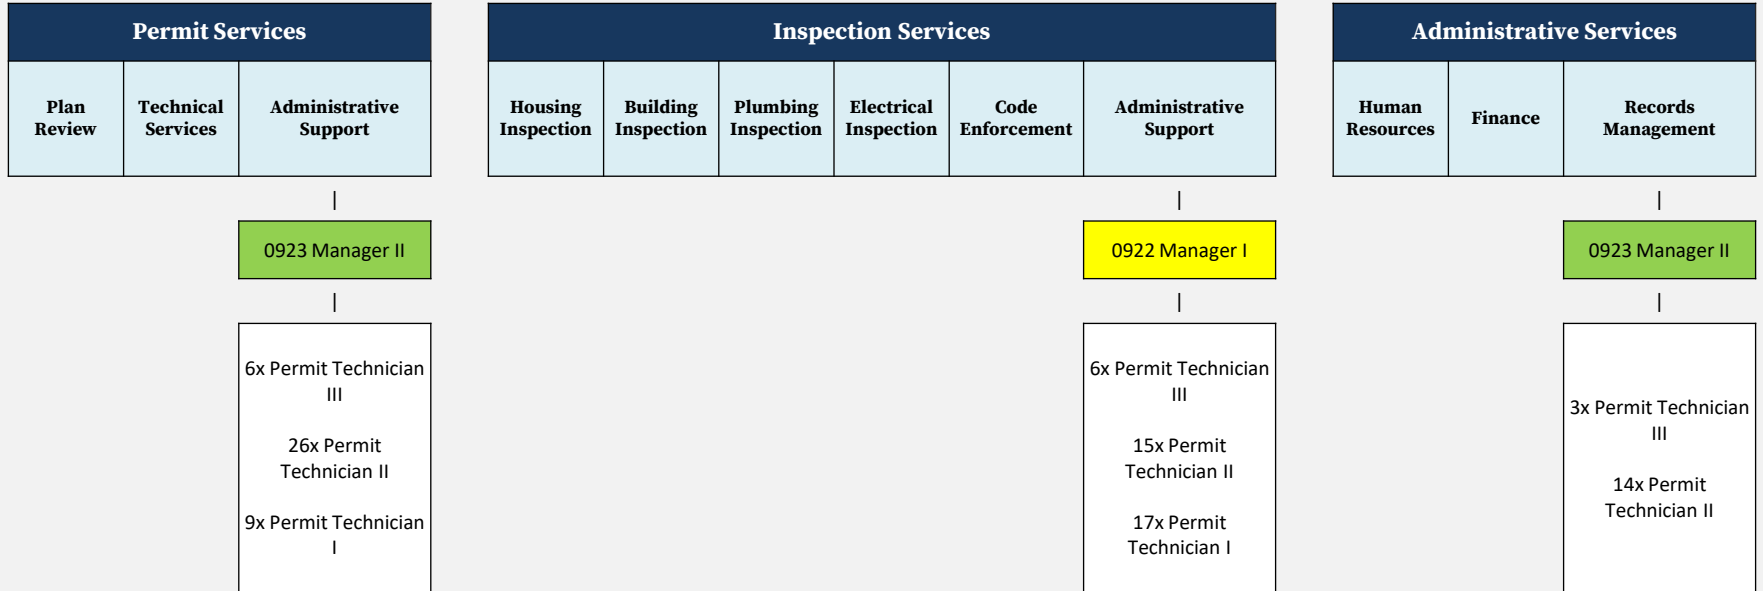 Permit Services
Plan
Review
Technical
Services
Administrative
Support
0923 Manager II
6x Permit Technician
III
26x Permit
Technician II
9x Permit Technician
I
Inspection Services
Housing
Inspection
Building
Inspection
Plumbing
Inspection
Electrical
Inspection
Code
Enforcement
Administrative
Support
0922 Manager I
6x Permit Technician
III
15x Permit
Technician II
17x Permit
Technician I
Administrative Services
Human
Resources
Finance
Records
Management
0923 Manager II
3x Permit Technician
III
14x Permit
Technician II